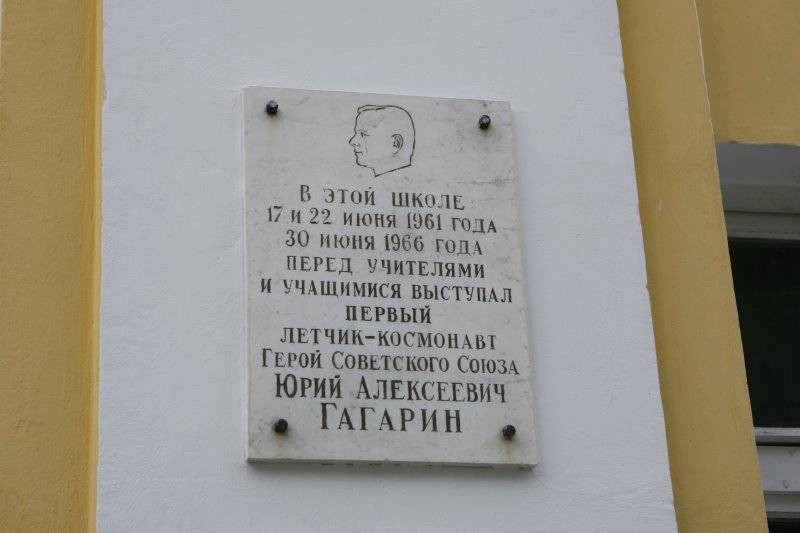 В ЭТОЙ ШКОЛЕ
17 И 22 ИЮНЯ 1961 ГОДА
30 ИЮНЯ 1966 ГОДА
ПЕРЕД УЧИТЕЛЯМИ
И УЧАЩИМИСЯ ВЫСТУПАЛ
ПЕРВЫЙ
ЛЕТЧИК-КОСМОНАВТ
ГЕРОЙ СОВЕТСКОГО СОЮЗА
ЮРИЙ АЛЕКСЕЕВИЧ
ГАГАРИН